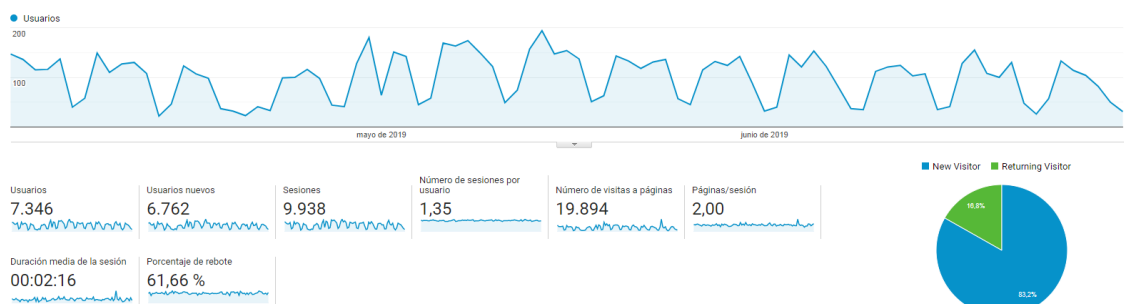 Usuarios
200
100
mayo de 2019
junio de 2019
New Visitor
Returning Visitor
Usuarios
7.346
Usuarios nuevos
6.762
Sesiones
9.938
Número de sesiones por
usuario
1,35
Número de visitas a páginas
19.894
Páginas/sesión
2,00
16,8%
83,2%
Duración media de la sesión
00:02:16
Porcentaje de rebote
61,66 %